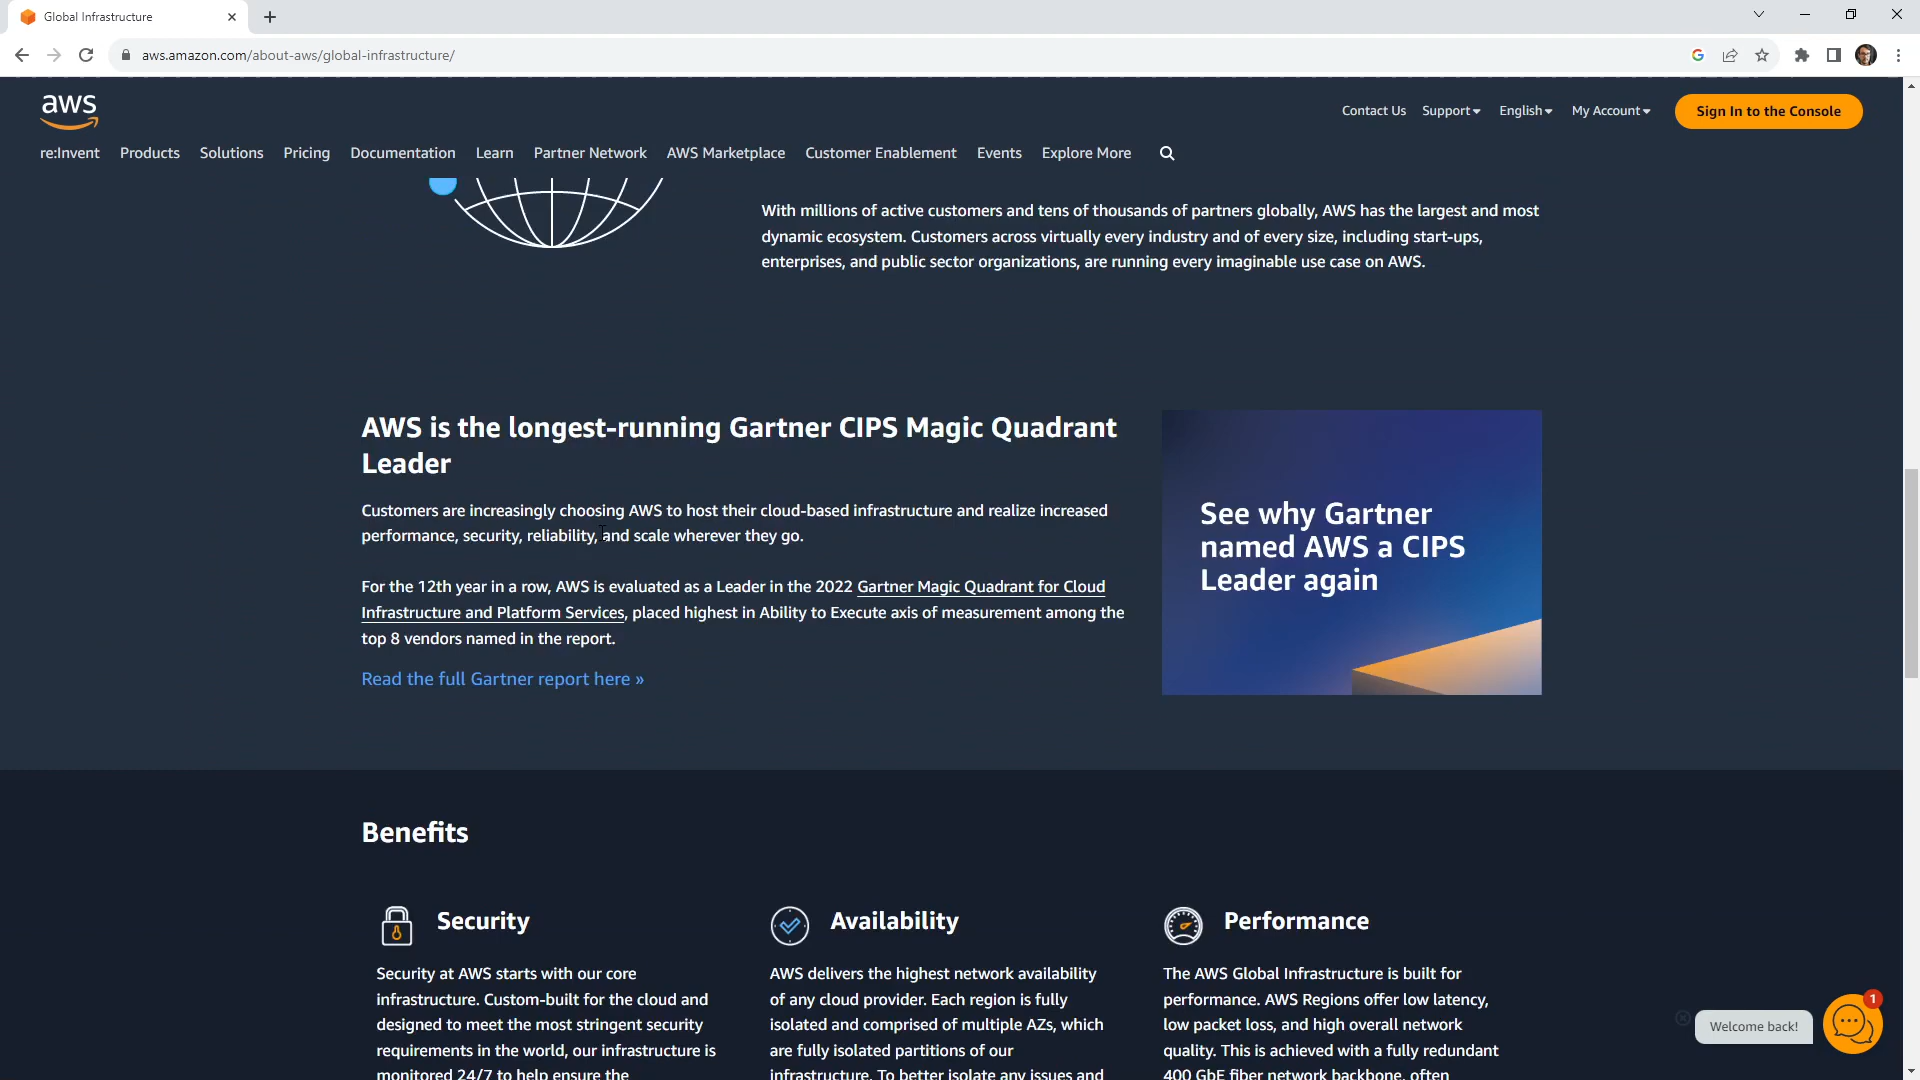 Global Infrastructure
aws.amazon.com/about-aws/global-infrastructure/
aws
Contact Us Support English My Account Sign In to the Console
re:Invent Products Solutions Pricing Documentation Learn Partner Network AWS Marketplace Customer Enablement Events Explore More
With millions of active customers and tens of thousands of partners globally, AWS has the largest and most
dynamic ecosystem. Customers across virtually every industry and of every size, including start-ups,
enterprises, and public sector organizations, are running every imaginable use case on AWS.
AWS is the longest-running Gartner CIPS Magic Quadrant
Leader
Customers are increasingly choosing AWS to host their cloud-based infrastructure and realize increased
performance, security, reliability, and scale wherever they go.
For the 12th year in a row, AWS is evaluated as a Leader in the 2022 Gartner Magic Quadrant for Cloud
Infrastructure and Platform Services, placed highest in Ability to Execute axis of measurement among the
top 8 vendors named in the report.
Read the full Gartner report here »
See why Gartner
named AWS a CIPS
Leader again
Benefits
Security
Security at AWS starts with our core
infrastructure. Custom-built for the cloud and
designed to meet the most stringent security
requirements in the world, our infrastructure is
monitored 24/7 to help ensure the
Availability
AWS delivers the highest network availability
of any cloud provider. Each region is fully
isolated and comprised of multiple AZs, which
are fully isolated partitions of our
infrastructure. To better isolate any issues and
Performance
The AWS Global Infrastructure is built for
performance. AWS Regions offer low latency,
low packet loss, and high overall network
quality. This is achieved with a fully redundant
400 GbE fiber network backbone, often
Welcome back!
1